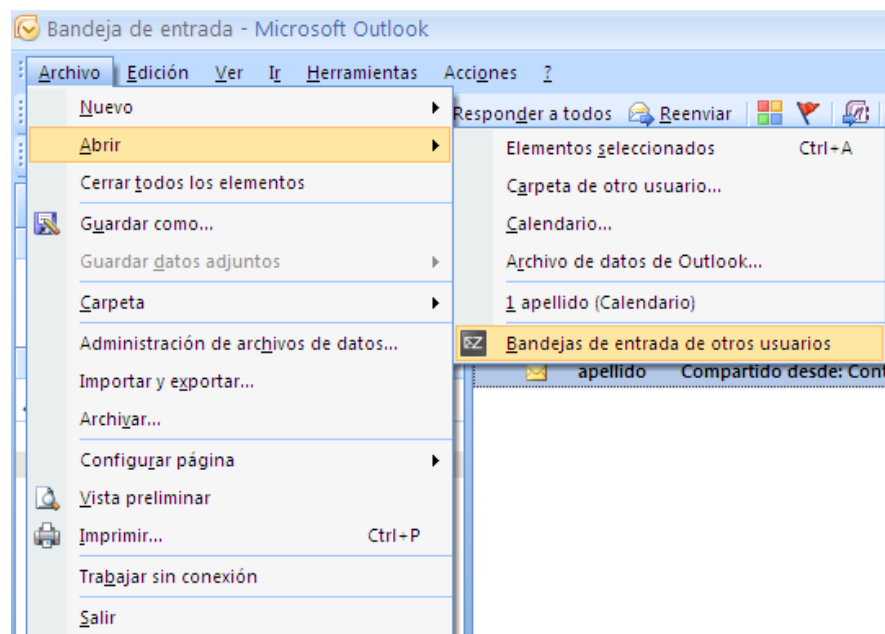 Bandeja de entrada - Microsoft Outlook
Archivo Edición Ver Ir Herramientas Acciones ?
Responder a todos Reenviar
Nuevo
Abrir
Cerrar todos los elementos
Guardar como...
Guardar datos adjuntos
Carpeta
Administración de archivos de datos...
Importar y exportar...
Archivar...
Configurar página
Vista preliminar
Imprimir... Ctrl+P
Trabajar sin conexión
Salir
Elementos seleccionados Ctrl+A
Carpeta de otro usuario...
Calendario...
Archivo de datos de Outlook...
1 apellido (Calendario)
Bandejas de entrada de otros usuarios
apellido Compartido desde: